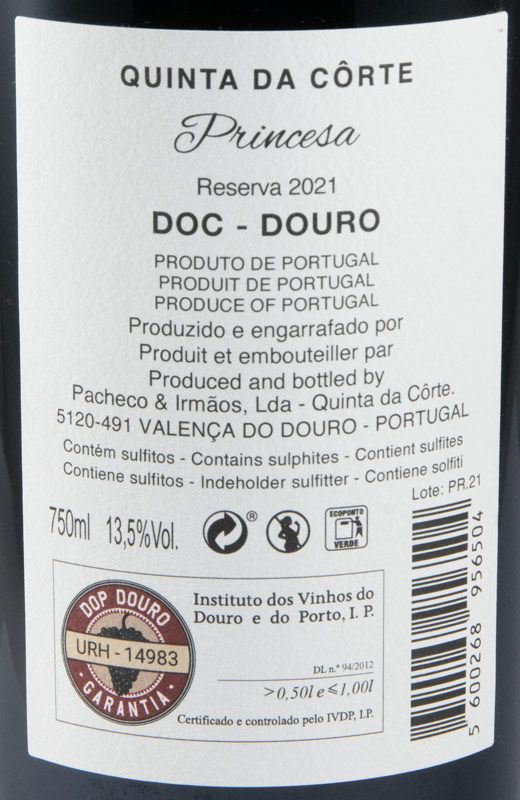 QUINTA DA CÔRTE
Princesa
Reserva 2021
DOC - DOURO
PRODUTO DE PORTUGAL
PRODUIT DE PORTUGAL
PRODUCE OF PORTUGAL
Produzido e engarrafado por
Produit et embouteiller par
Produced and bottled by
Pacheco & Irmãos, Lda - Quinta da Côrte.
5120-491 VALENÇA DO DOURO - PORTUGAL
Contém sulfitos - Contains sulphites - Contient sulfites
Contiene sulfitos - Indeholder sulfitter - Contiene solfiti
Lote: PR.21
750ml 13,5%Vol.
®
ECOPONTO
VERDE
DOP DOURO
URH - 14983
GARANTIA
Instituto dos Vinhos do
Douro e do Porto, I. P.
DL n.º 94/2012
>0,50l e ≤1,00l
Certificado e controlado pelo IVDP, I.P.
5 600268 956504